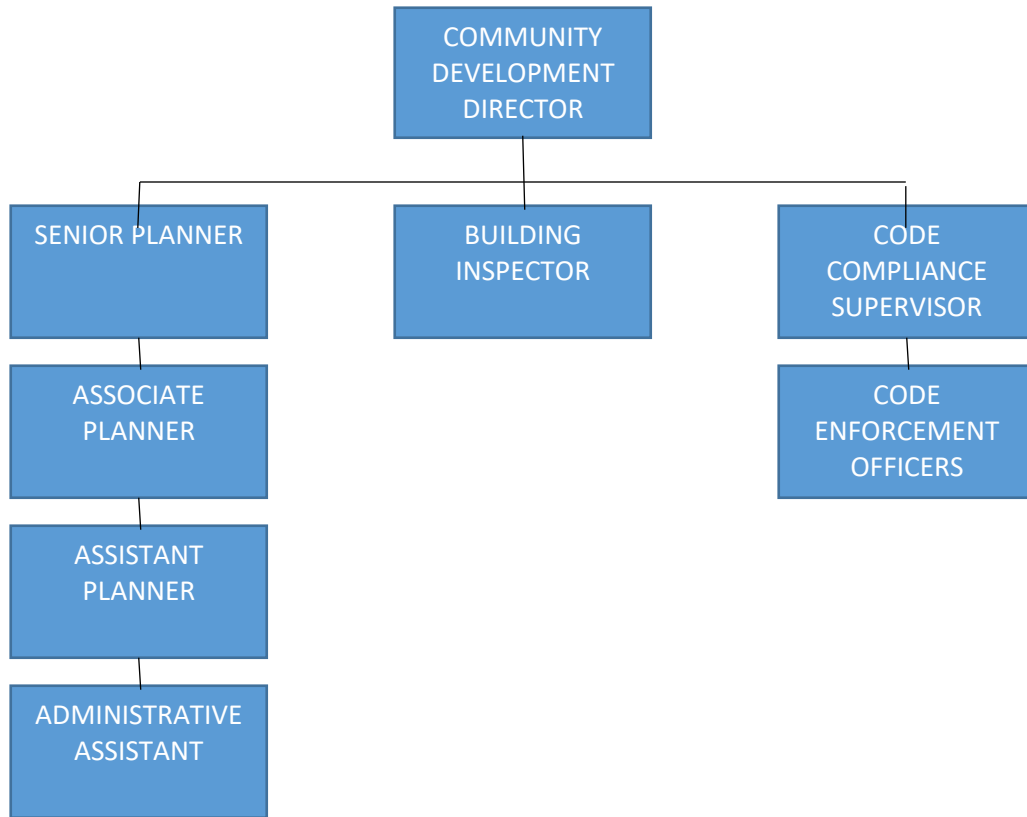 COMMUNITY
DEVELOPMENT
DIRECTOR
SENIOR PLANNER
BUILDING
INSPECTOR
CODE
COMPLIANCE
SUPERVISOR
ASSOCIATE
PLANNER
CODE
ENFORCEMENT
OFFICERS
ASSISTANT
PLANNER
ADMINISTRATIVE
ASSISTANT